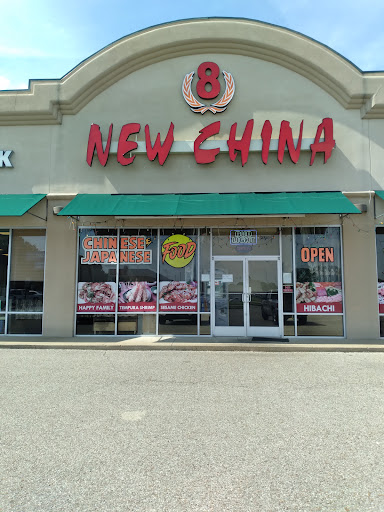 8
NEW CHINA
K
CHINESE &
JAPANESE
Food
OPEN
HAPPY FAMILY
TEMPURA SHRIMP
SESAME CHICKEN
HIBACHI